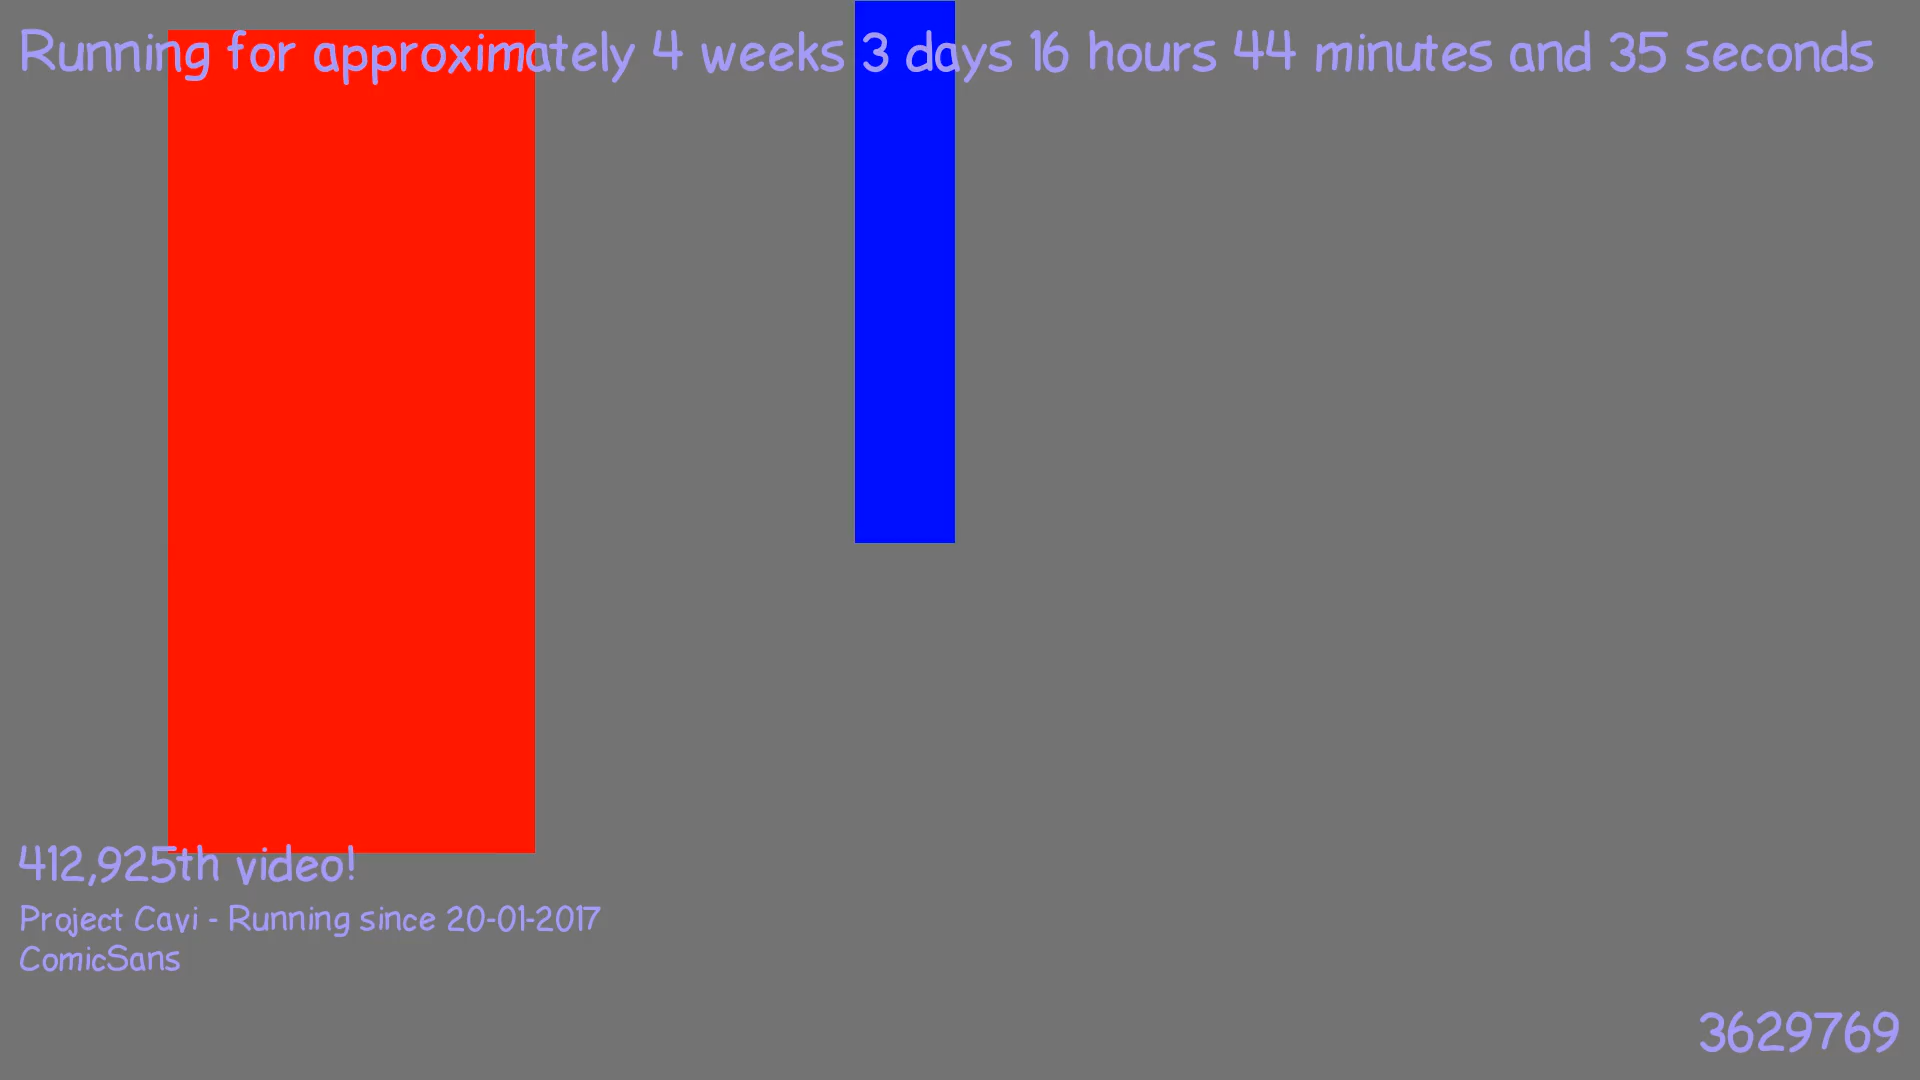 Running for approximately 4 weeks 3 days 16 hours 44 minutes and 35 seconds
412,925th video!
Project Cavi - Running since 20-01-2017
ComicSans
3629769